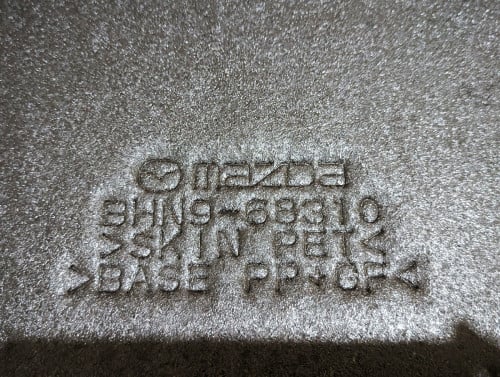 mazda
BHN9-68310
>SKIN PET<
>BASE PP+GF<